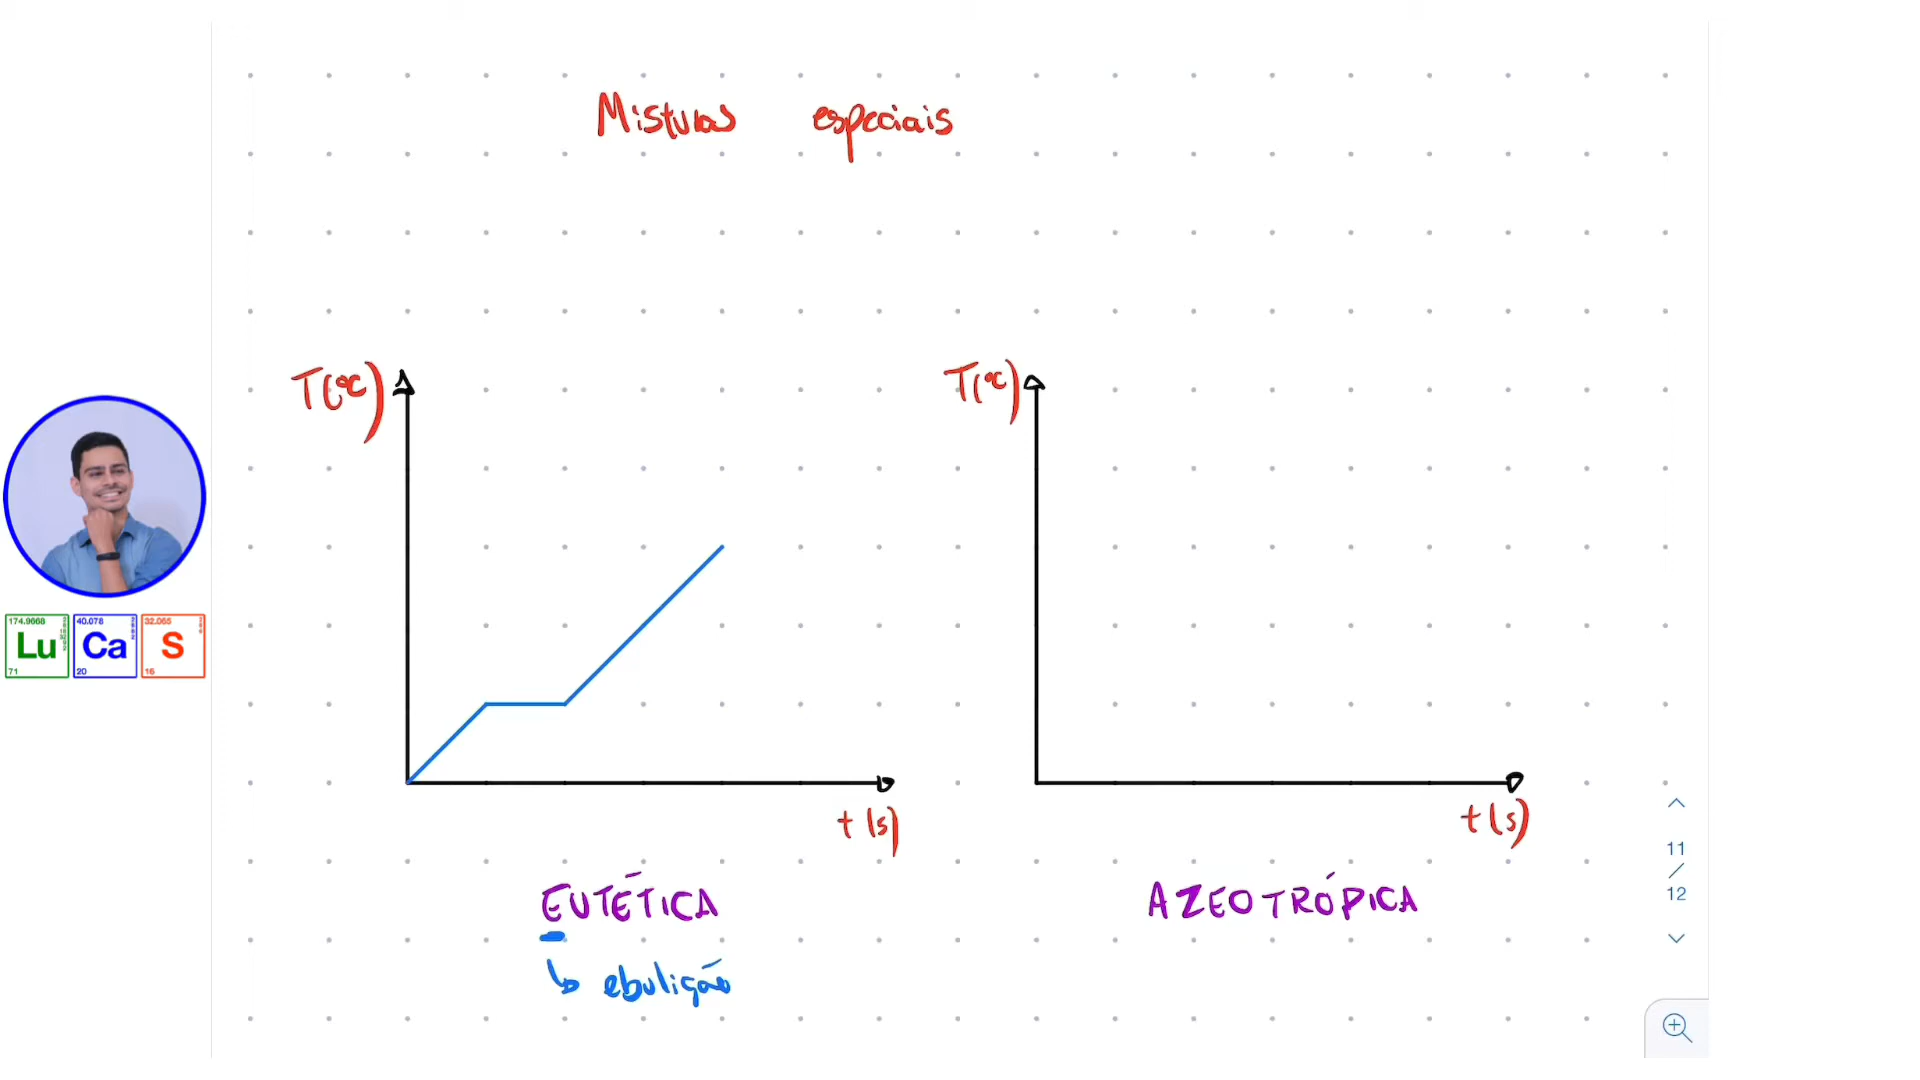 Misturas especiais
T(°C)
T(°C)
174.9668
Lu
71
40.078
Ca
20
32.065
S
16
t (s)
t (s)
11
/
12
EUTÉTICA
AZEOTRÓPICA
↳ ebulição